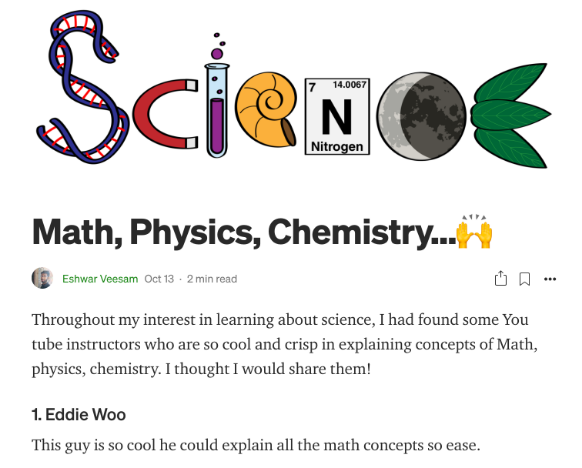 SCIENCE
7 14.0067
N
Nitrogen
Math, Physics, Chemistry...🙌
Eshwar Veesam Oct 13 · 2 min read
Throughout my interest in learning about science, I had found some You
tube instructors who are so cool and crisp in explaining concepts of Math,
physics, chemistry. I thought I would share them!
1. Eddie Woo
This guy is so cool he could explain all the math concepts so ease.